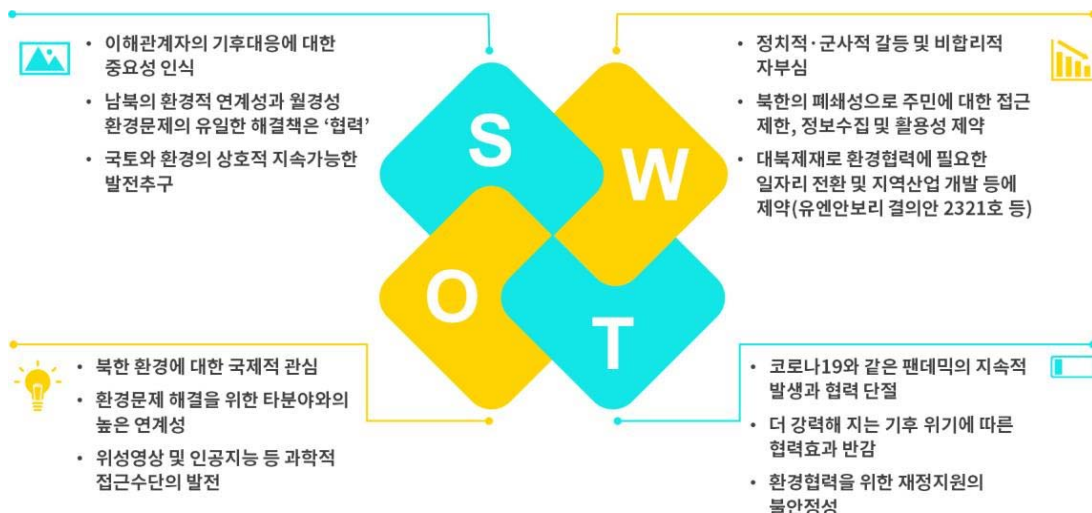 • 이해관계자의 기후대응에 대한
중요성 인식
• 남북의 환경적 연계성과 월경성
환경문제의 유일한 해결책은 ‘협력’
• 국토와 환경의 상호적 지속가능한
발전추구
• 정치적·군사적 갈등 및 비합리적
자부심
• 북한의 폐쇄성으로 주민에 대한 접근
제한, 정보수집 및 활용성 제약
• 대북제재로 환경협력에 필요한
일자리 전환 및 지역산업 개발 등에
제약(유엔안보리 결의안 2321호 등)
S
W
O
T
• 북한 환경에 대한 국제적 관심
• 환경문제 해결을 위한 타분야와의
높은 연계성
• 위성영상 및 인공지능 등 과학적
접근수단의 발전
• 코로나19와 같은 팬데믹의 지속적
발생과 협력 단절
• 더 강력해 지는 기후 위기에 따른
협력효과 반감
• 환경협력을 위한 재정지원의
불안정성